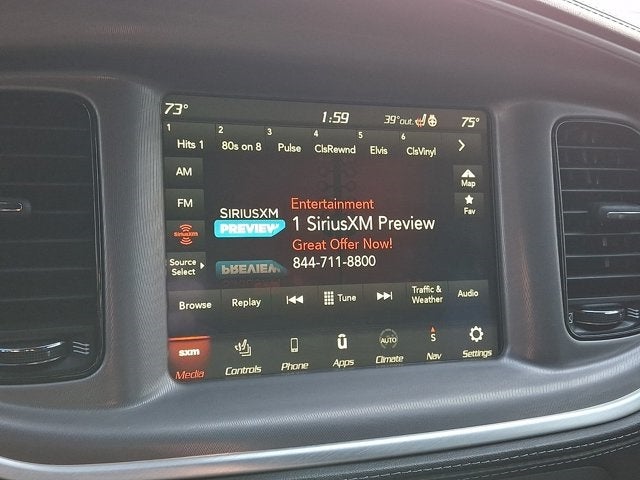 73° 1:59 39°out. 75°
1 2 3 4 5 6
Hits 1 80s on 8 Pulse ClsRewnd Elvis ClsVinyl
AM
FM
SiriusXM
Source
Select
Map
Fav
SIRIUSXM
PREVIEW
Entertainment
1 SiriusXM Preview
Great Offer Now!
844-711-8800
PREVIEW
Browse Replay Tune Traffic & Weather Audio
sxm AUTO S
Media Controls Phone Apps Climate Nav Settings